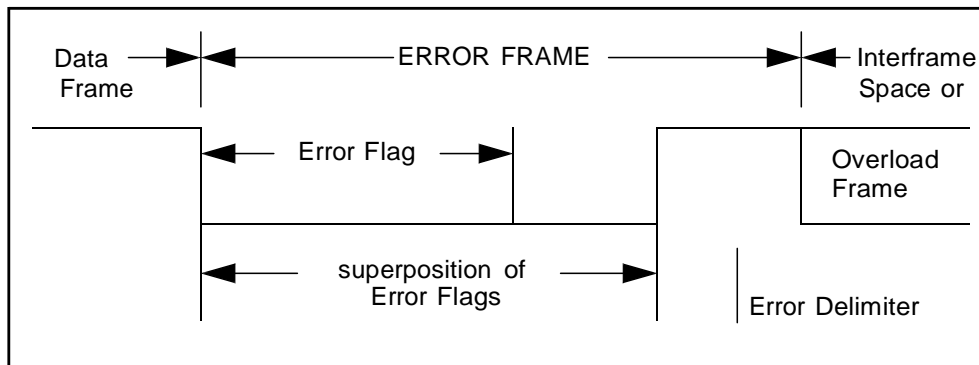 Data
Frame
ERROR FRAME
Interframe
Space or
Error Flag
Overload
Frame
superposition of
Error Flags
Error Delimiter